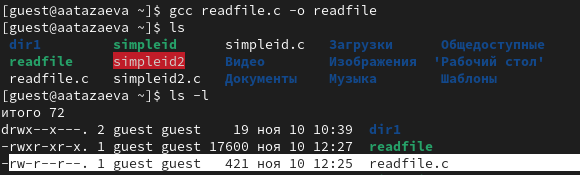 [guest@aatazaeva ~]$ gcc readfile.c -o readfile
[guest@aatazaeva ~]$ ls
dir1 simpleid simpleid.c Загрузки Общедоступные
readfile simpleid2 Видео Изображения 'Рабочий стол'
readfile.c simpleid2.c Документы Музыка Шаблоны
[guest@aatazaeva ~]$ ls -l
итого 72
drwx--x---. 2 guest guest 19 ноя 10 10:39 dir1
-rwxr-xr-x. 1 guest guest 17600 ноя 10 12:27 readfile
-rw-r--r--. 1 guest guest 421 ноя 10 12:25 readfile.c